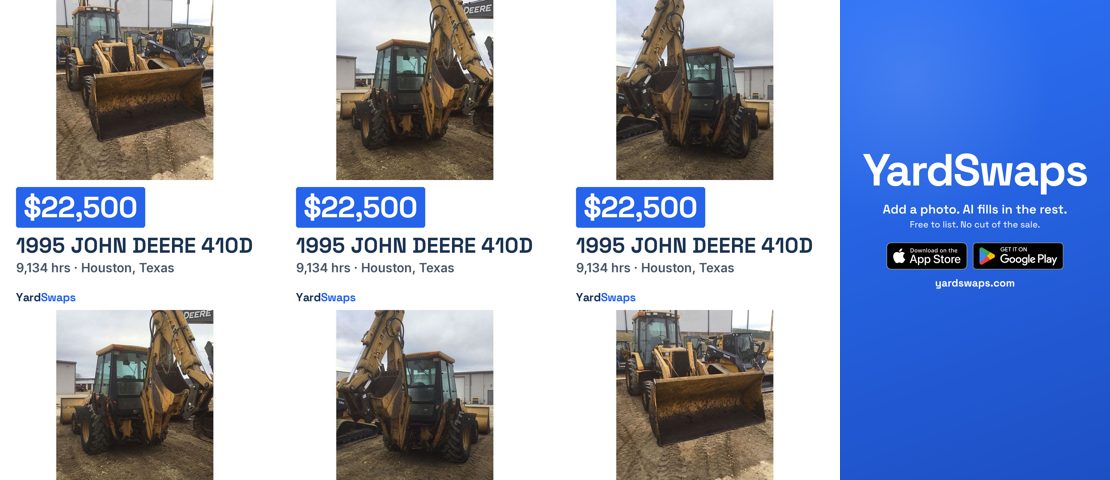 DEERE
$22,500
1995 JOHN DEERE 410D
9,134 hrs · Houston, Texas
YardSwaps
$22,500
1995 JOHN DEERE 410D
9,134 hrs · Houston, Texas
YardSwaps
$22,500
1995 JOHN DEERE 410D
9,134 hrs · Houston, Texas
YardSwaps
DEERE
YardSwaps
Add a photo. AI fills in the rest.
Free to list. No cut of the sale.
Download on the
App Store
GET IT ON
Google Play
yardswaps.com